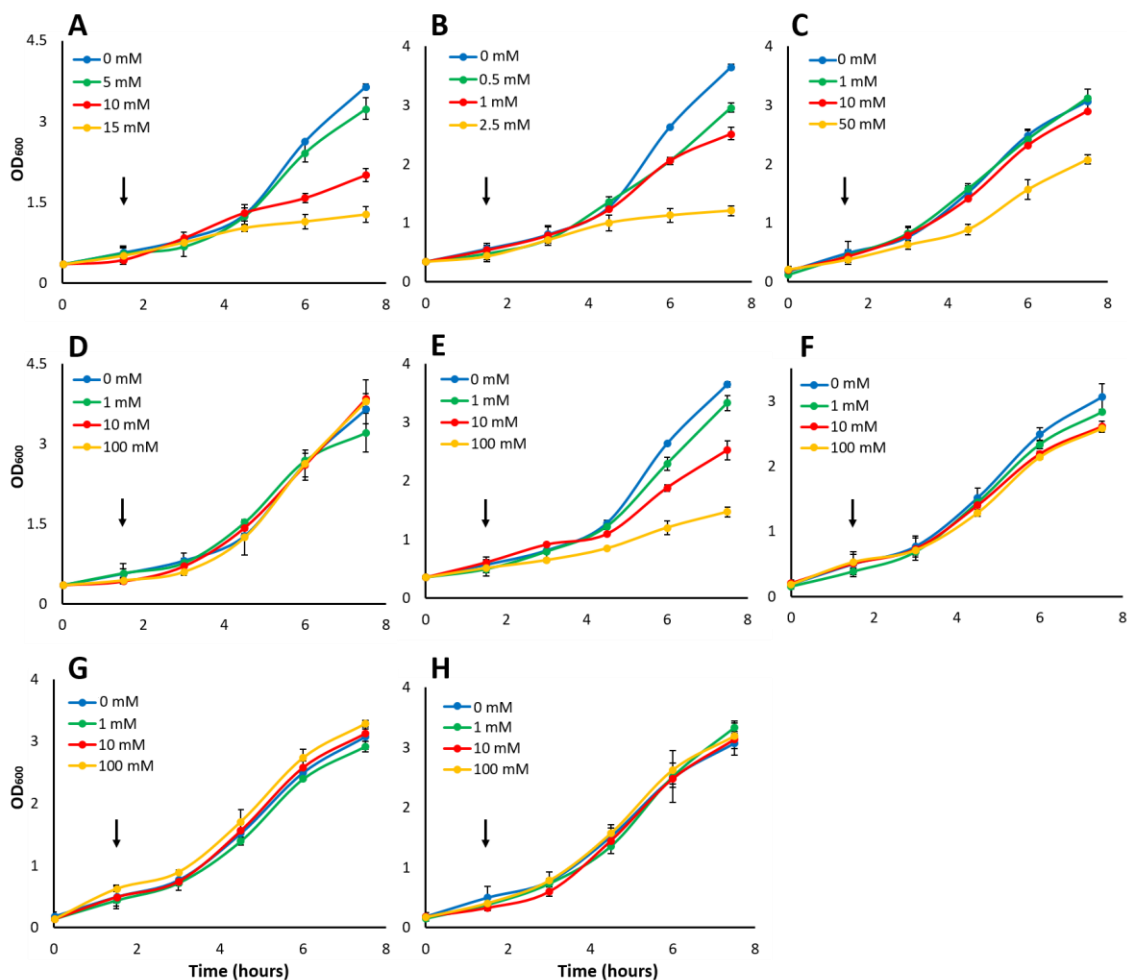 A
4.5
3
1.5
0
0 2 4 6 8
OD600
0 mM
5 mM
10 mM
15 mM
B
4
3
2
1
0
0 2 4 6 8
0 mM
0.5 mM
1 mM
2.5 mM
C
4
3
2
1
0
0 2 4 6 8
0 mM
1 mM
10 mM
50 mM
D
4.5
3
1.5
0
0 2 4 6 8
OD600
0 mM
1 mM
10 mM
100 mM
E
4
3
2
1
0
0 2 4 6 8
0 mM
1 mM
10 mM
100 mM
F
3
2
1
0
0 2 4 6 8
0 mM
1 mM
10 mM
100 mM
G
4
3
2
1
0
0 2 4 6 8
OD600
Time (hours)
0 mM
1 mM
10 mM
100 mM
H
4
3
2
1
0
0 2 4 6 8
Time (hours)
0 mM
1 mM
10 mM
100 mM